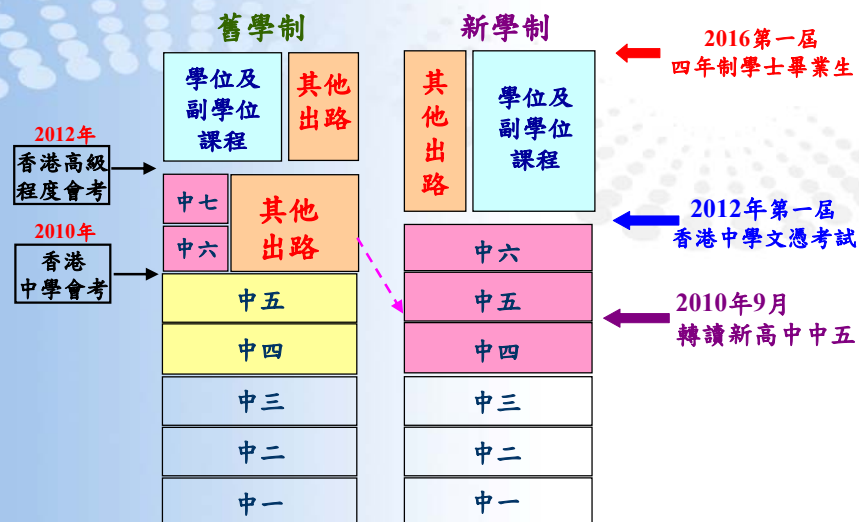 舊學制
新學制
2016第一屆
四年制學士畢業生
學位及
副學位
課程
其他
出路
其
他
出
路
學位及
副學位
課程
2012年
香港高級
程度會考
中七
中六
其他
出路
2010年
香港
中學會考
2012年第一屆
香港中學文憑考試
中六
中五
中五
2010年9月
轉讀新高中中五
中四
中四
中三
中三
中二
中二
中一
中一